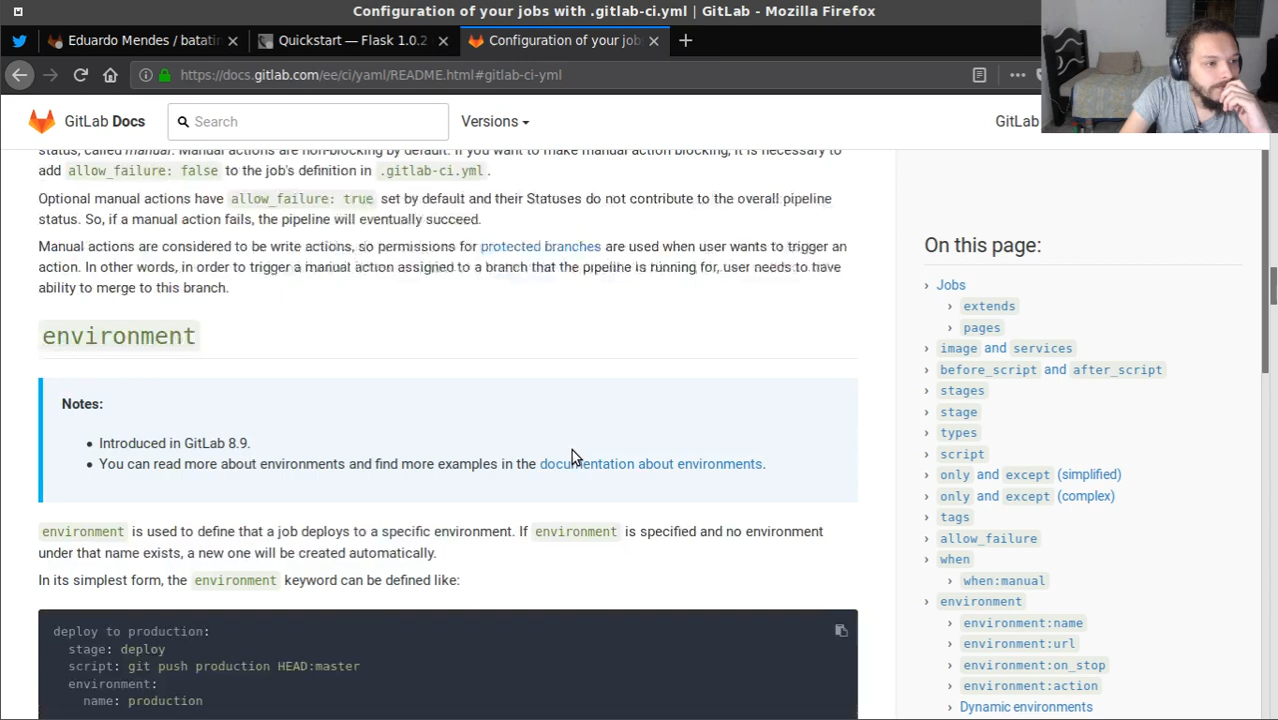 Configuration of your jobs with .gitlab-ci.yml | GitLab - Mozilla Firefox
Eduardo Mendes / batatin
Quickstart — Flask 1.0.2
Configuration of your job
https://docs.gitlab.com/ee/ci/yaml/README.html#gitlab-ci-yml
GitLab Docs
Search
Versions
GitLab
status, called manual. Manual actions are non-blocking by default. If you want to make manual action blocking, it is necessary to
add allow_failure: false to the job's definition in .gitlab-ci.yml.
Optional manual actions have allow_failure: true set by default and their Statuses do not contribute to the overall pipeline
status. So, if a manual action fails, the pipeline will eventually succeed.
Manual actions are considered to be write actions, so permissions for protected branches are used when user wants to trigger an
action. In other words, in order to trigger a manual action assigned to a branch that the pipeline is running for, user needs to have
ability to merge to this branch.
environment
Notes:
Introduced in GitLab 8.9.
You can read more about environments and find more examples in the documentation about environments.
environment is used to define that a job deploys to a specific environment. If environment is specified and no environment
under that name exists, a new one will be created automatically.
In its simplest form, the environment keyword can be defined like:
deploy to production:
stage: deploy
script: git push production HEAD:master
environment:
name: production
On this page:
Jobs
extends
pages
image and services
before_script and after_script
stages
stage
types
script
only and except (simplified)
only and except (complex)
tags
allow_failure
when
when:manual
environment
environment:name
environment:url
environment:on_stop
environment:action
Dynamic environments